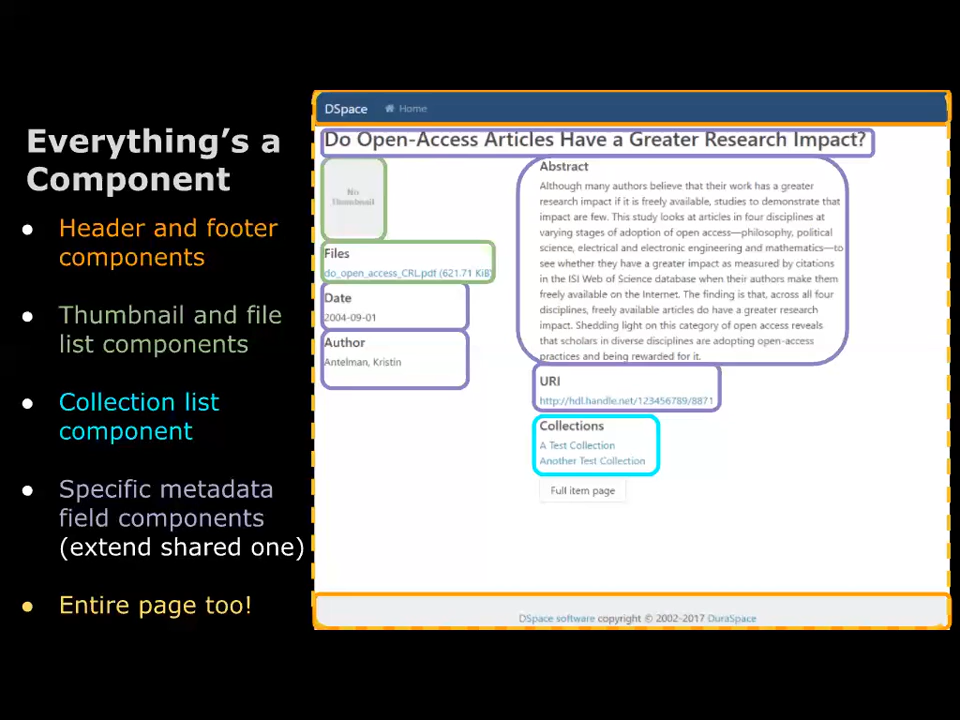 Everything's a
Component
● Header and footer
components
● Thumbnail and file
list components
● Collection list
component
● Specific metadata
field components
(extend shared one)
● Entire page too!
DSpace Home
Do Open-Access Articles Have a Greater Research Impact?
No
Thumbnail
Files
do_open_access_CRL.pdf (621.71 KiB)
Date
2004-09-01
Author
Antelman, Kristin
Abstract
Although many authors believe that their work has a greater
research impact if it is freely available, studies to demonstrate that
impact are few. This study looks at articles in four disciplines at
varying stages of adoption of open access—philosophy, political
science, electrical and electronic engineering and mathematics—to
see whether they have a greater impact as measured by citations
in the ISI Web of Science database when their authors make them
freely available on the Internet. The finding is that, across all four
disciplines, freely available articles do have a greater research
impact. Shedding light on this category of open access reveals
that scholars in diverse disciplines are adopting open-access
practices and being rewarded for it.
URI
http://hdl.handle.net/123456789/8871
Collections
A Test Collection
Another Test Collection
Full item page
DSpace software copyright © 2002-2017 DuraSpace